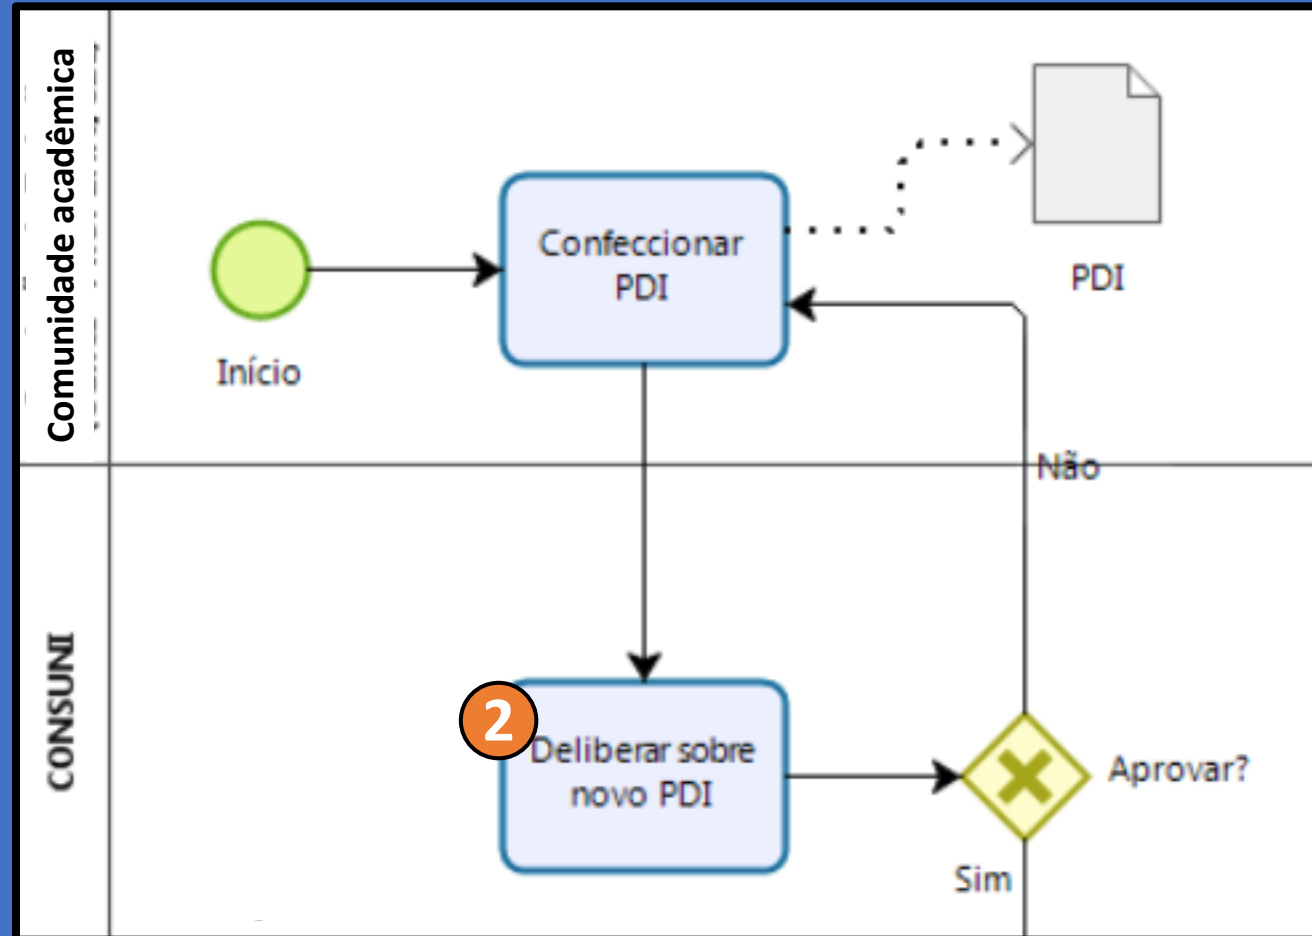 Comunidade acadêmica
Início
Confeccionar
PDI
PDI
Não
CONSUNI
2
Deliberar sobre
novo PDI
Aprovar?
Sim